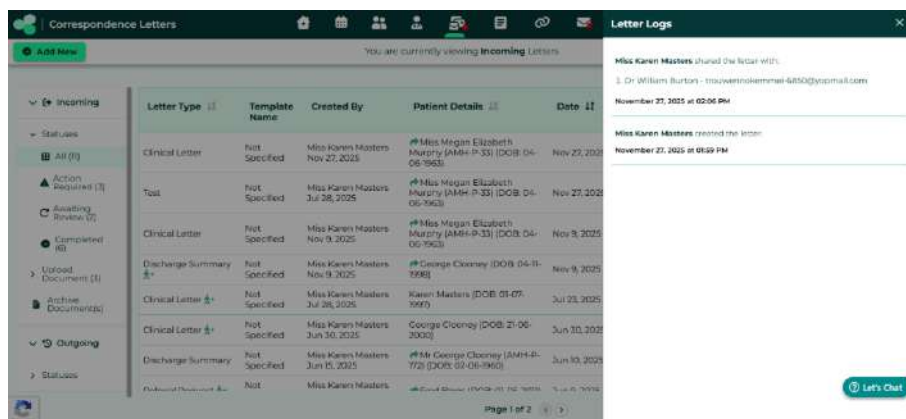 Correspondence Letters
Add New
You are currently viewing Incoming Letters
Incoming
Statuses
All (11)
Action
Required (3)
Awaiting
Review (2)
Completed
(6)
Upload
Document (3)
Archive
Document(s)
Outgoing
Statuses
Letter Type
Template
Name
Created By
Patient Details
Date
Clinical Letter
Not
Specified
Miss Karen Masters
Nov 27, 2025
Miss Megan Elizabeth
Murphy (AMH-P-33) (DOB: 04-
06-1963)
Nov 27, 202
Test
Not
Specified
Miss Karen Masters
Jul 28, 2025
Miss Megan Elizabeth
Murphy (AMH-P-33) (DOB: 04-
06-1963)
Nov 27, 202
Clinical Letter
Not
Specified
Miss Karen Masters
Nov 9, 2025
Miss Megan Elizabeth
Murphy (AMH-P-33) (DOB: 04-
06-1963)
Nov 9, 2025
Discharge Summary
Not
Specified
Miss Karen Masters
Nov 9, 2025
George Clooney (DOB: 04-11-
1998)
Nov 9, 2025
Clinical Letter
Not
Specified
Miss Karen Masters
Jul 28, 2025
Karen Masters (DOB: 01-07-
1997)
Jul 23, 2025
Clinical Letter
Not
Specified
Miss Karen Masters
Jun 30, 2025
George Clooney (DOB: 21-06-
2000)
Jun 20, 202
Discharge Summary
Not
Specified
Miss Karen Masters
Jun 15, 2025
Mr George Clooney (AMH-P-
172) (DOB: 02-06-1960)
Jun 10, 202
Not
Miss Karen Masters
Page 1 of 2
Letter Logs
Miss Karen Masters shared the letter with:
1. Dr William Burton - trouwennokemmei-6850@yopmail.com
November 27, 2025 at 02:06 PM
Miss Karen Masters created the letter.
November 27, 2025 at 01:59 PM
Let's Chat